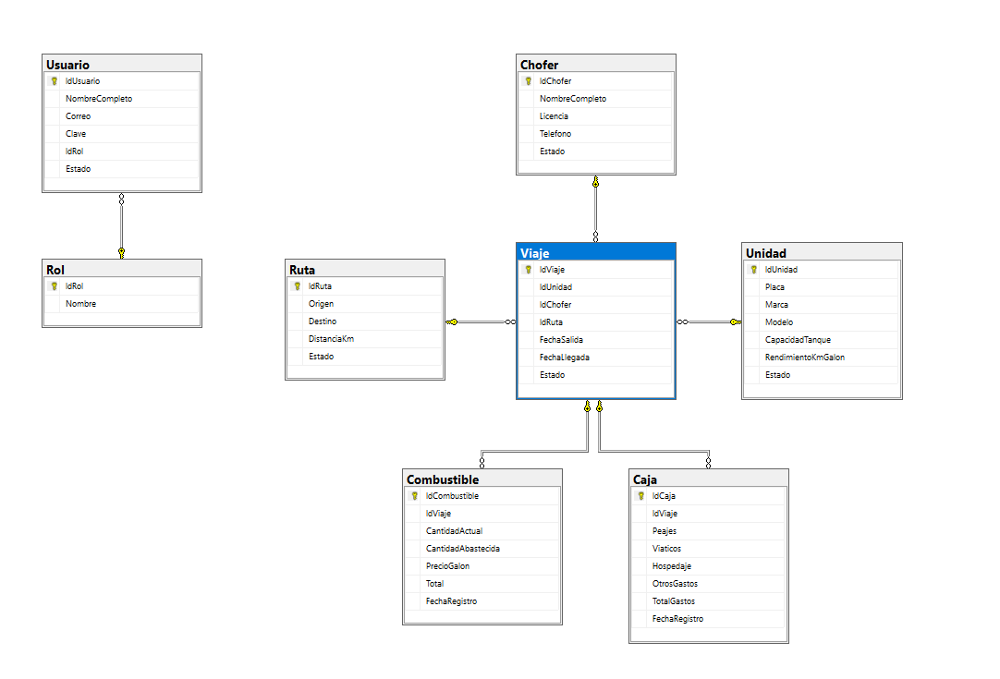 Usuario
IdUsuario
NombreCompleto
Correo
Clave
IdRol
Estado
Rol
IdRol
Nombre
Ruta
IdRuta
Origen
Destino
DistanciaKm
Estado
Chofer
IdChofer
NombreCompleto
Licencia
Telefono
Estado
Viaje
IdViaje
IdUnidad
IdChofer
IdRuta
FechaSalida
FechaLlegada
Estado
Unidad
IdUnidad
Placa
Marca
Modelo
CapacidadTanque
RendimientoKmGalon
Estado
Combustible
IdCombustible
IdViaje
CantidadActual
CantidadAbastecida
PrecioGalon
Total
FechaRegistro
Caja
IdCaja
IdViaje
Peajes
Viaticos
Hospedaje
OtrosGastos
TotalGastos
FechaRegistro